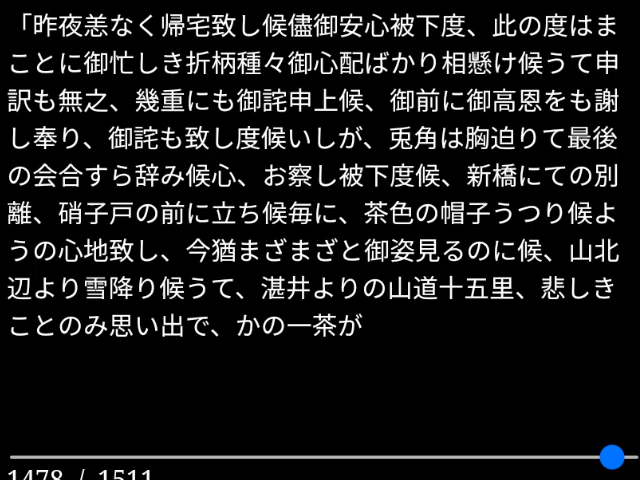 「昨夜恙なく帰宅致し候儘御安心被下度、此の度はま
ことに御忙しき折柄種々御心配ばかり相懸け候うて申
訳も無之、幾重にも御詫申上候、御前に御高恩をも謝
し奉り、御詫も致し度候いしが、兎角は胸迫りて最後
の会合すら辞み候心、お察し被下度候、新橋にての別
離、硝子戸の前に立ち候毎に、茶色の帽子うつり候よ
うの心地致し、今猶まざまざと御姿見るのに候、山北
辺より雪降り候うて、湛井よりの山道十五里、悲しき
ことのみ思い出で、かの一茶が
1478 / 1511